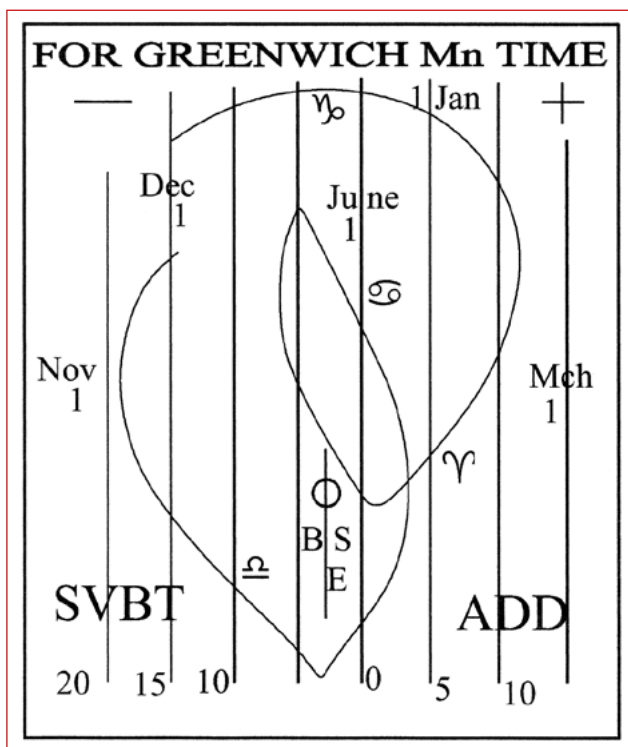 FOR GREENWICH Mn TIME
— ♑ 1 Jan +
Dec
1
June
1
♋
Nov
1
Mch
1
♈
B S
E
♎
SVBT ADD
20 15 10 0 5 10